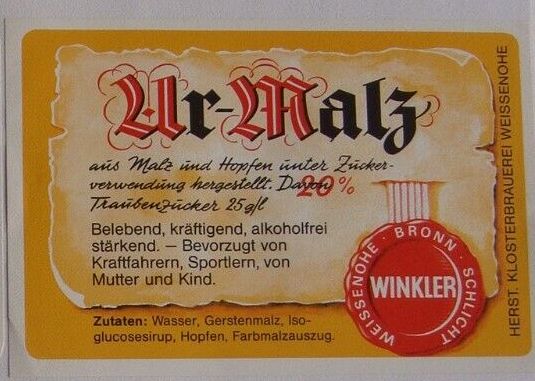 Ur-Malz
aus Malz und Hopfen unter Zucker-
verwendung hergestellt. Davon 20%
Traubenzucker 25 g/l
Belebend, kräftigend, alkoholfrei
stärkend. – Bevorzugt von
Kraftfahrern, Sportlern, von
Mutter und Kind.
Zutaten: Wasser, Gerstenmalz, Iso-
glucosesirup, Hopfen, Farbmalzauszug.
WEISSENOHE · BRONN · SCHLICHT
WINKLER
HERST. KLOSTERBRAUEREI WEISSENOHE